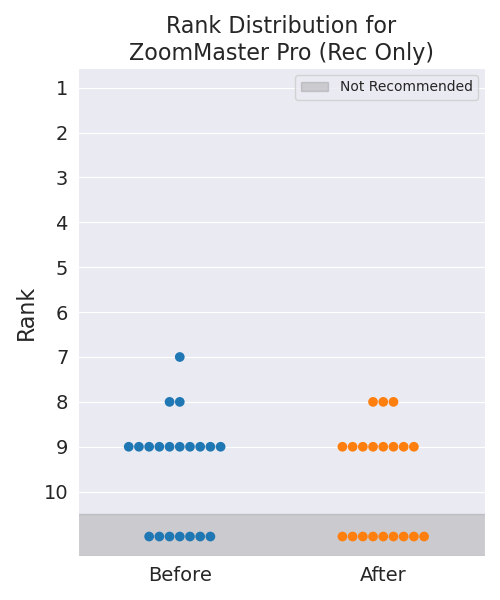 Rank Distribution for
ZoomMaster Pro (Rec Only)
Not Recommended
1
2
3
4
5
6
7
8
9
10
Rank
Before
After